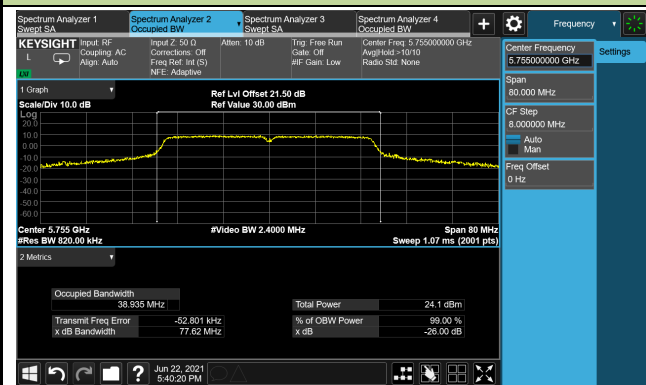 Spectrum Analyzer 1
Swept SA
Spectrum Analyzer 2
Occupied BW
Spectrum Analyzer 3
Swept SA
Spectrum Analyzer 4
Occupied BW
Frequency
KEYSIGHT
L
Input: RF
Coupling: AC
Align: Auto
Input Z: 50 Ω
Corrections: Off
Freq Ref: Int (S)
NFE: Adaptive
Atten: 10 dB
Trig: Free Run
Gate: Off
#IF Gain: Low
Center Freq: 5.755000000 GHz
Avg|Hold:>10/10
Radio Std: None
Center Frequency
5.755000000 GHz
Settings
Span
80.000 MHz
CF Step
8.000000 MHz
Auto
Man
Freq Offset
0 Hz
1 Graph
Scale/Div 10.0 dB
Ref Lvl Offset 21.50 dB
Ref Value 30.00 dBm
Log
20.0
10.0
0.00
-10.0
-20.0
-30.0
-40.0
-50.0
-60.0
Center 5.755 GHz
#Video BW 2.4000 MHz
Span 80 MHz
#Res BW 820.00 kHz
Sweep 1.07 ms (2001 pts)
2 Metrics
Occupied Bandwidth
38.935 MHz
Total Power
24.1 dBm
Transmit Freq Error
-52.801 kHz
% of OBW Power
99.00 %
x dB Bandwidth
77.62 MHz
x dB
-26.00 dB
?
Jun 22, 2021
5:40:20 PM